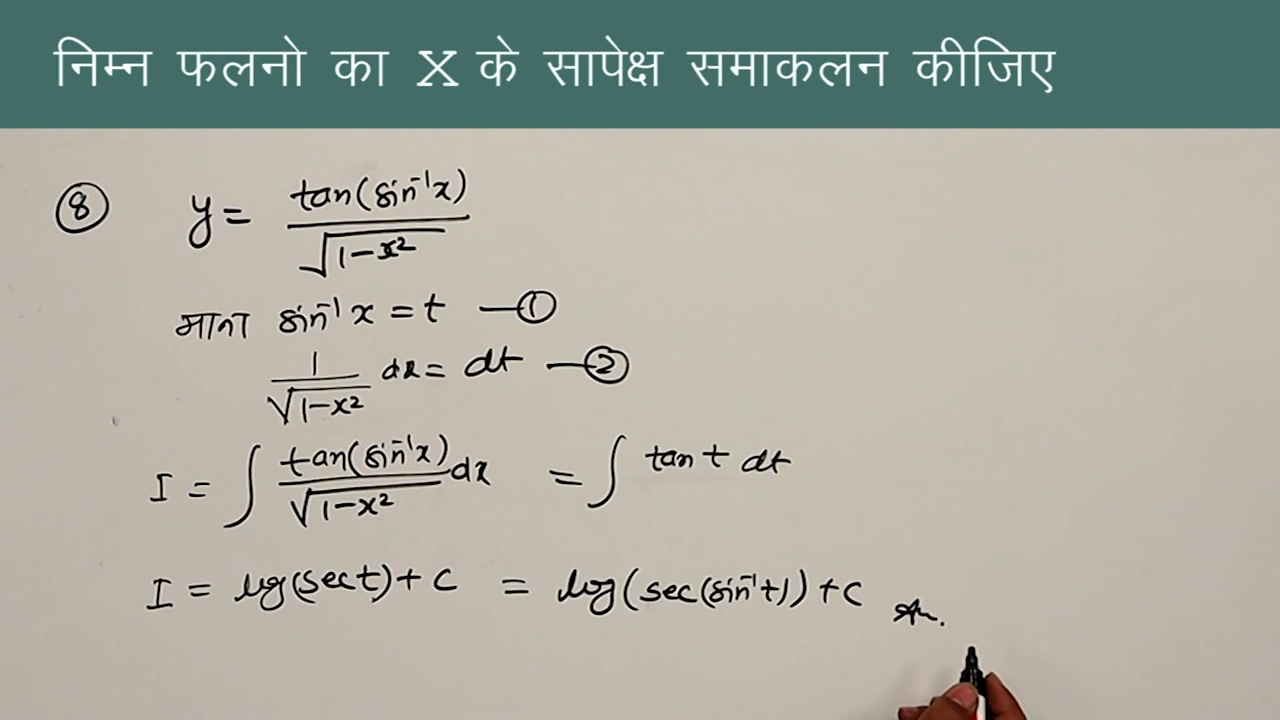 निम्न फलनो का X के सापेक्ष समाकलन कीजिए
⑧ y = tan(sin⁻¹x) / √(1-x²)
माना sin⁻¹x = t —①
1/√(1-x²) dx = dt —②
I = ∫ tan(sin⁻¹x)/√(1-x²) dx = ∫ tan t dt
I = log(sect) + c = log(sec(sin⁻¹t)) + c Ans.